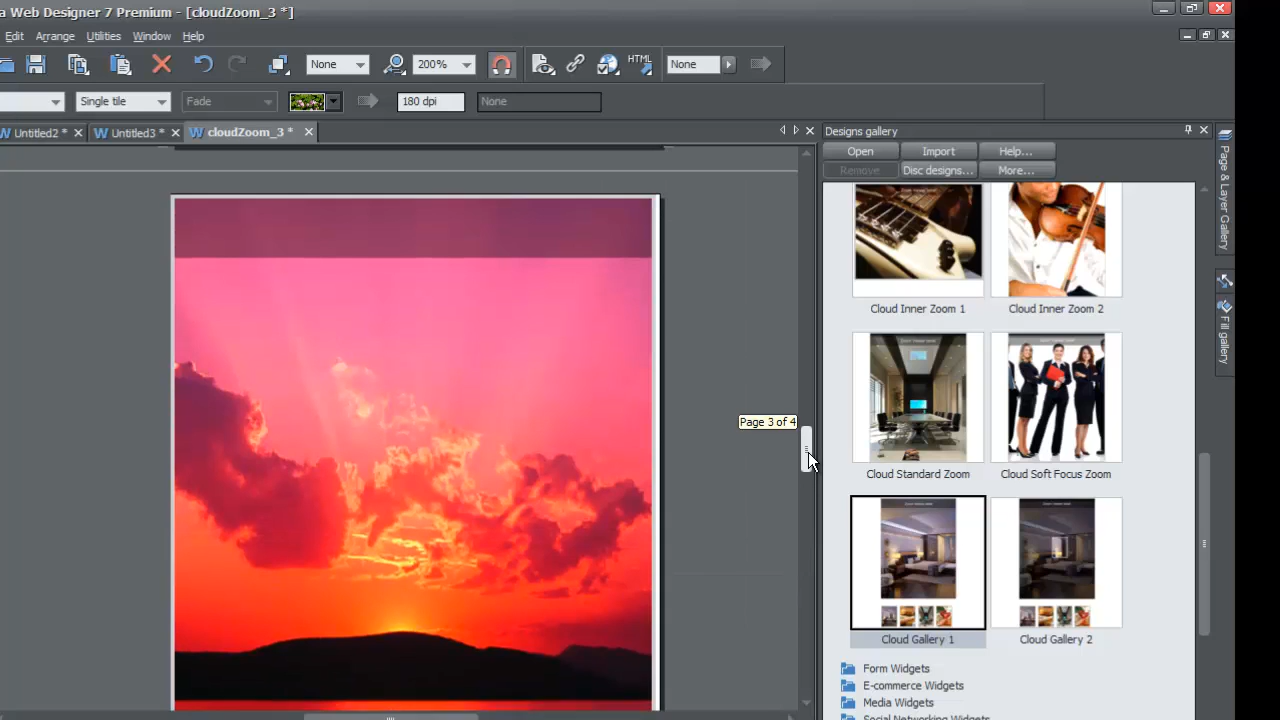 a Web Designer 7 Premium - [cloudZoom_3 *]
Edit Arrange Utilities Window Help
None 200% HTML None
Single tile Fade 180 dpi None
Untitled2 * Untitled3 * cloudZoom_3 *
Designs gallery
Open Import Help...
Remove Disc designs... More...
Page & Layer Gallery
Fill gallery
Cloud Inner Zoom 1 Cloud Inner Zoom 2
Page 3 of 4
Cloud Standard Zoom Cloud Soft Focus Zoom
Cloud Gallery 1 Cloud Gallery 2
Form Widgets
E-commerce Widgets
Media Widgets
Social Networking Widgets